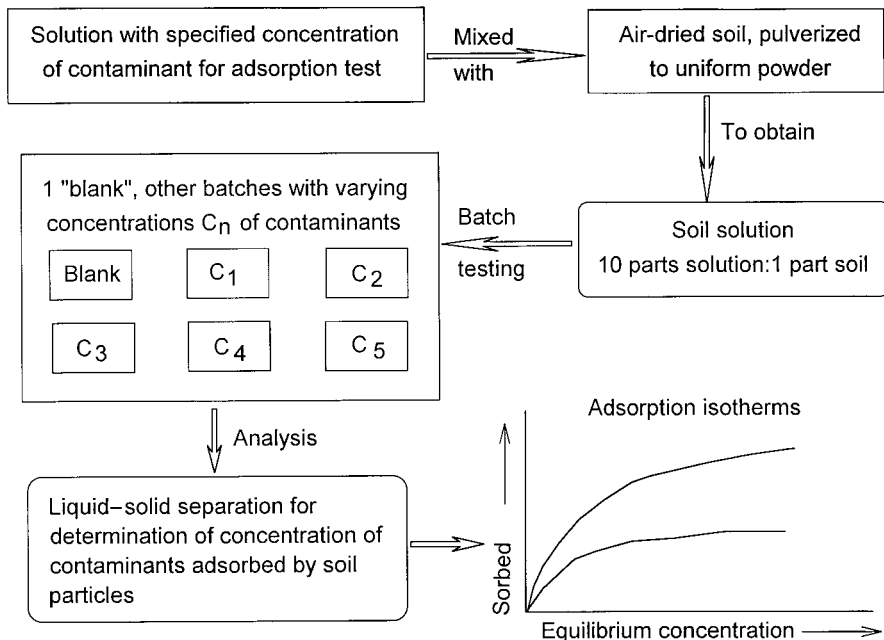 Solution with specified concentration
of contaminant for adsorption test
Mixed
with
Air-dried soil, pulverized
to uniform powder
To obtain
Soil solution
10 parts solution:1 part soil
Batch
testing
1 "blank", other batches with varying
concentrations Cn of contaminants
Blank
C1
C2
C3
C4
C5
Analysis
Liquid–solid separation for
determination of concentration of
contaminants adsorbed by soil
particles
Adsorption isotherms
Sorbed
Equilibrium concentration